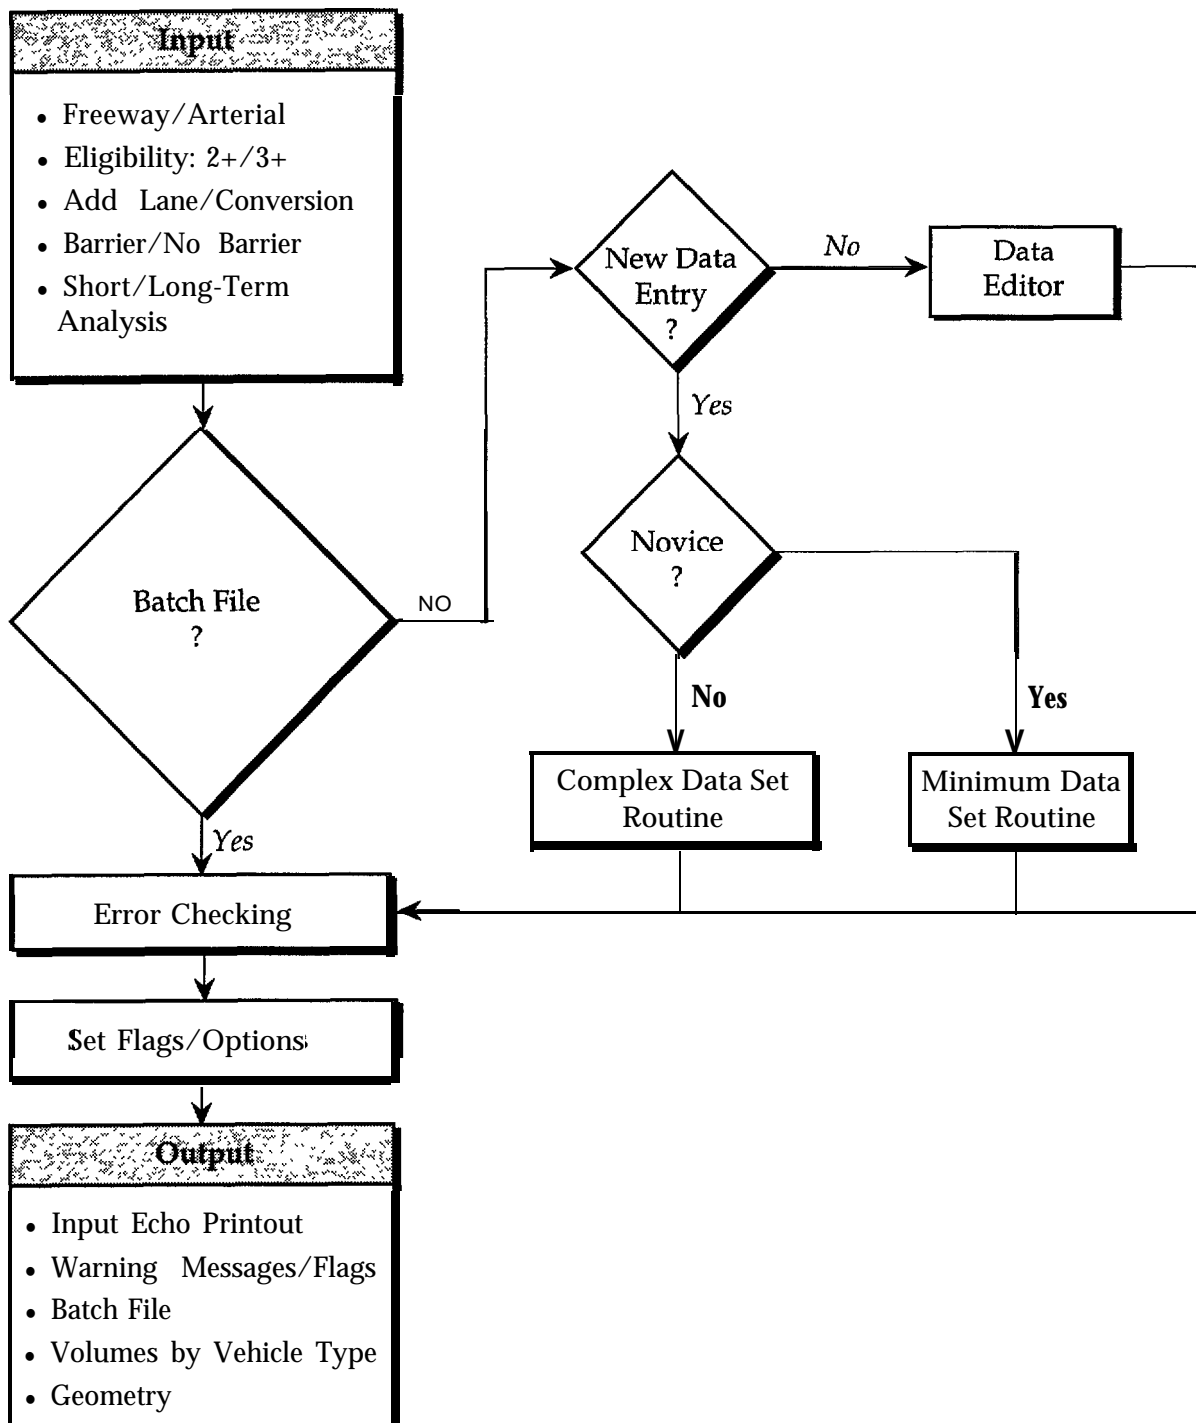 Input
• Freeway/Arterial
• Eligibility: 2+/3+
• Add Lane/Conversion
• Barrier/No Barrier
• Short/Long-Term
Analysis
New Data
Entry
?
No
Data
Editor
Yes
Novice
?
Batch File
?
NO
No
Yes
Complex Data Set
Routine
Minimum Data
Set Routine
Yes
Error Checking
Set Flags/Options
Output
• Input Echo Printout
• Warning Messages/Flags
• Batch File
• Volumes by Vehicle Type
• Geometry